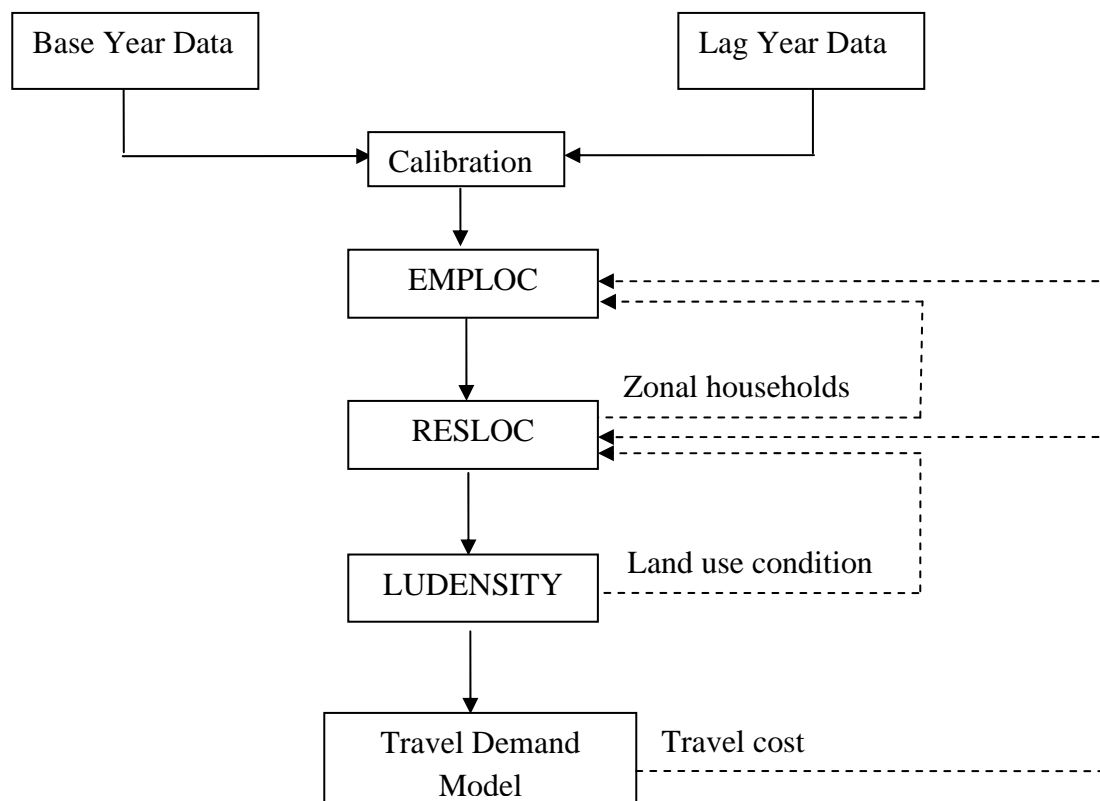 Base Year Data
Lag Year Data
Calibration
EMPLOC
Zonal households
RESLOC
Land use condition
LUDENSITY
Travel Demand
Model
Travel cost